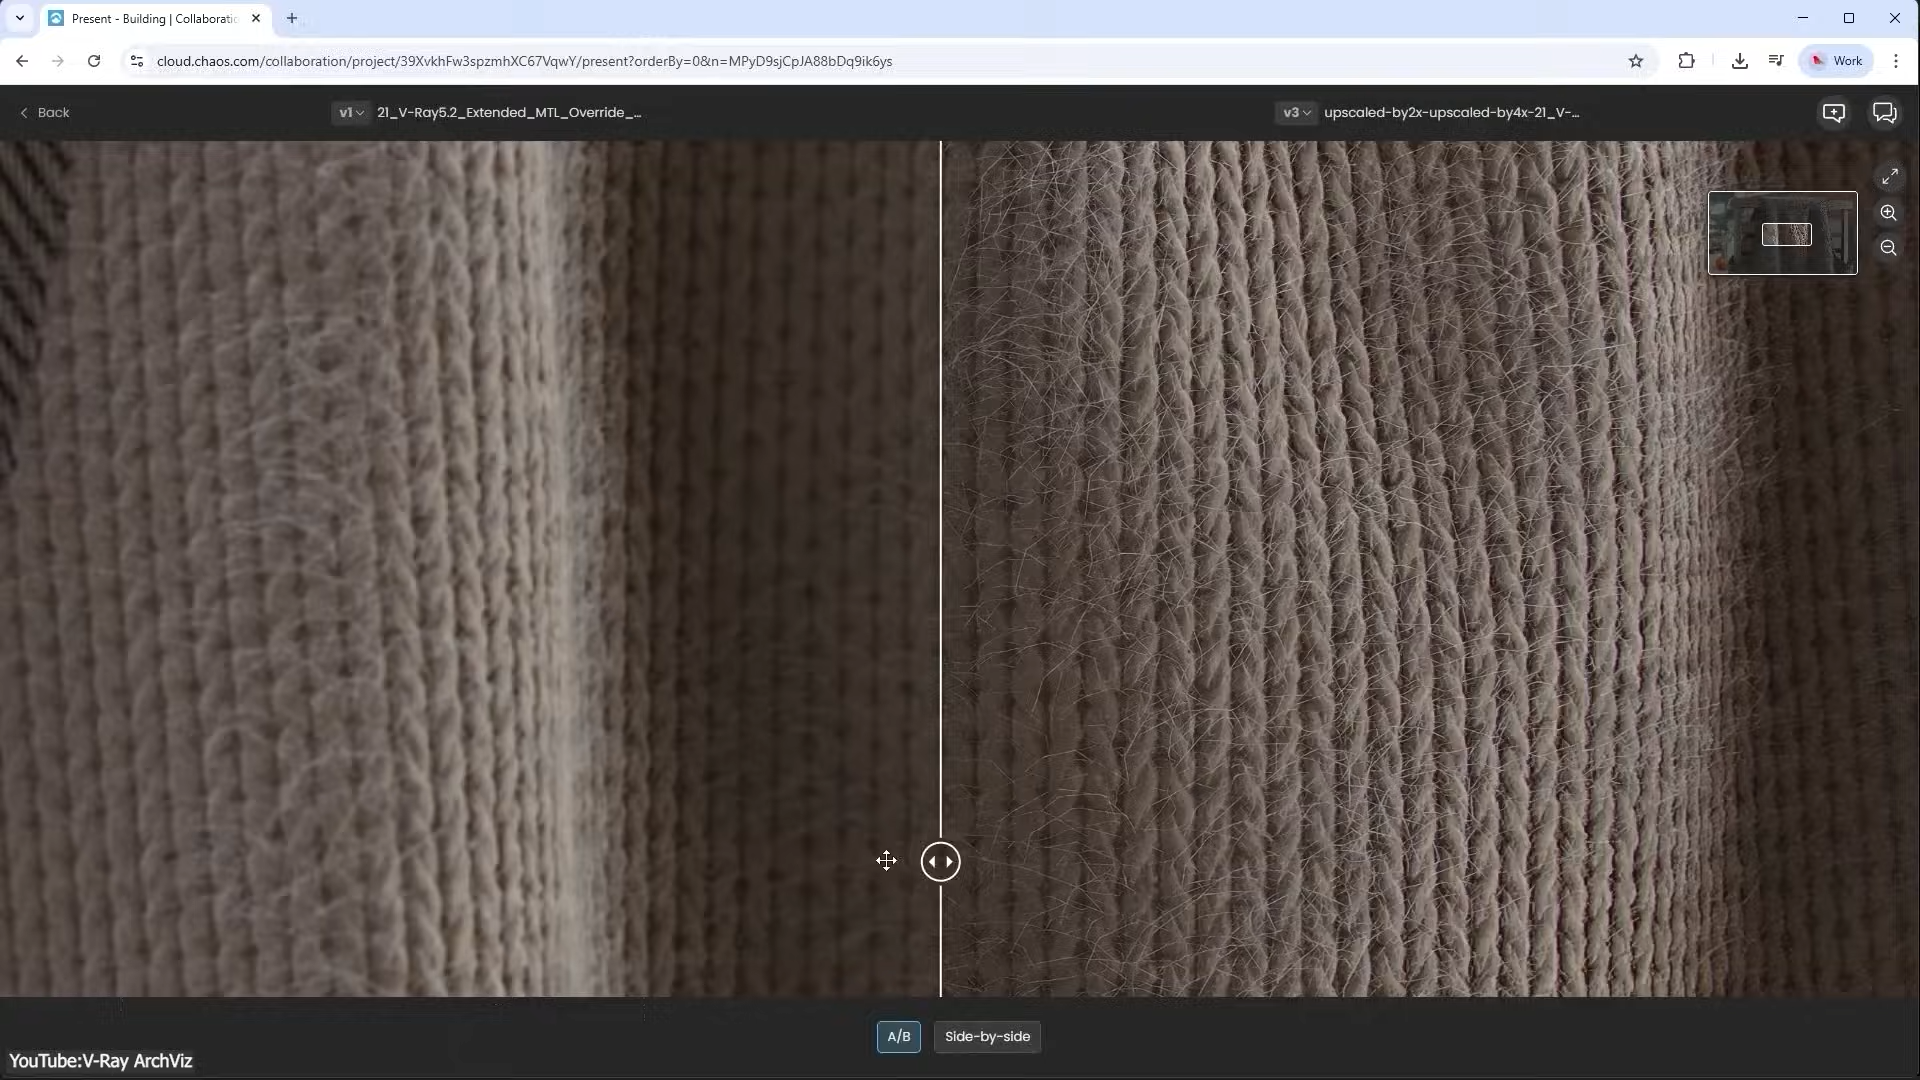 Present - Building | Collaboratio
cloud.chaos.com/collaboration/project/39XvkhFw3spzmhXC67VqwY/present?orderBy=0&n=MPyD9sjCpJA88bDq9ik6ys
Work
Back
v1
21_V-Ray5.2_Extended_MTL_Override_...
v3
upscaled-by2x-upscaled-by4x-21_V-...
A/B
Side-by-side
YouTube:V-Ray ArchViz